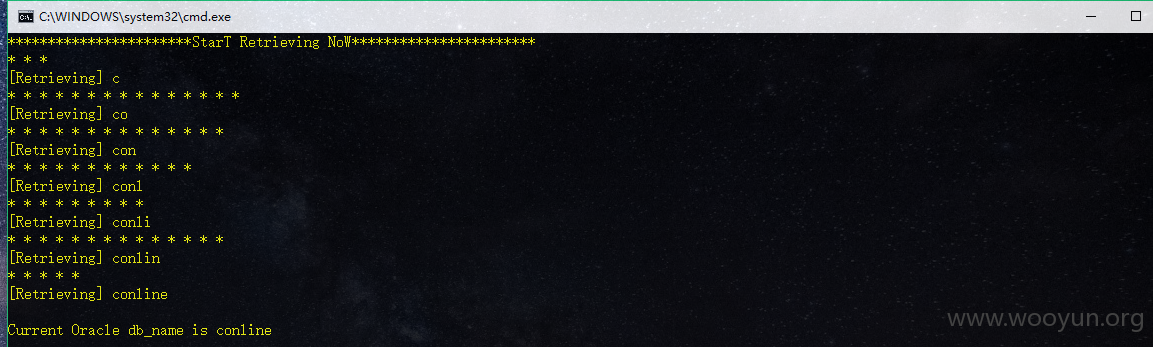 C:\WINDOWS\system32\cmd.exe
***********************StarT Retrieving NoW***********************
* * *
[Retrieving] c
* * * * * * * * * * * * * * *
[Retrieving] co
* * * * * * * * * * * * * *
[Retrieving] con
* * * * * * * * * * * *
[Retrieving] conl
* * * * * * * * *
[Retrieving] conli
* * * * * * * * * * * * * *
[Retrieving] conlin
* * * * *
[Retrieving] conline
Current Oracle db_name is conline
www.wooyun.org